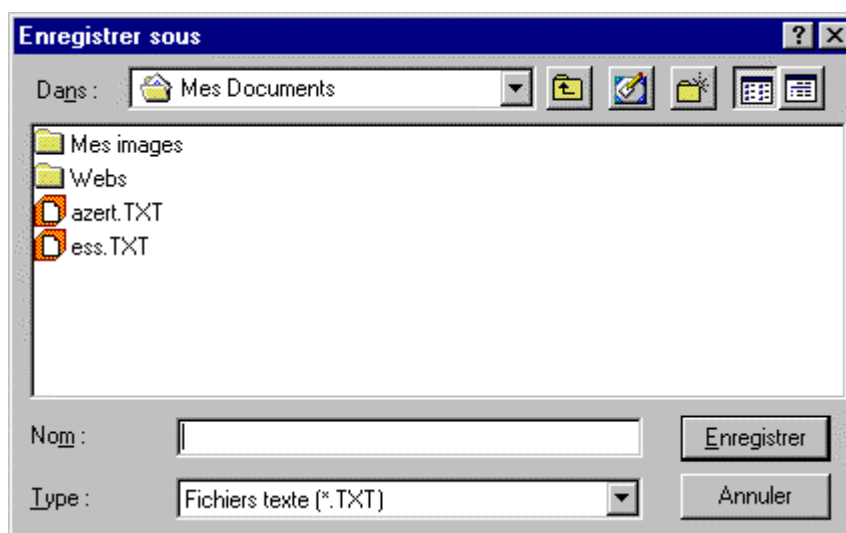 Enregistrer sous
Dans : Mes Documents
Mes images
Webs
azert.TXT
ess.TXT
Nom : Enregistrer
Type : Fichiers texte (*.TXT) Annuler